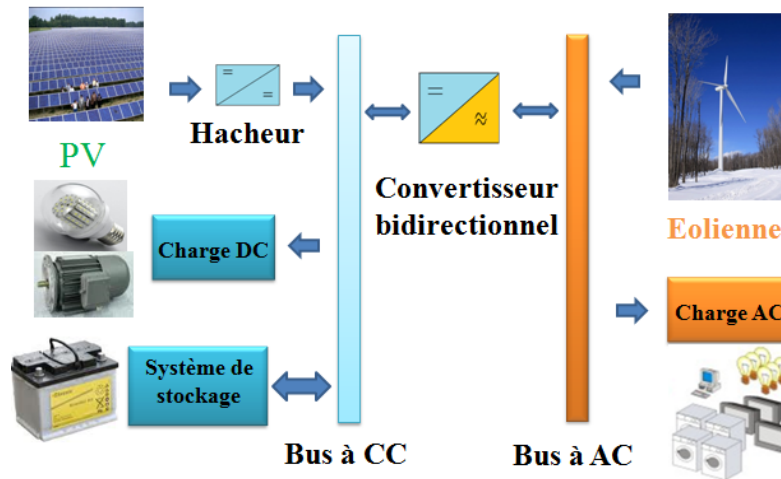 PV
Hacheur
Convertisseur
bidirectionnel
Eolienne
Charge DC
Charge AC
Système de
stockage
Bus à CC
Bus à AC